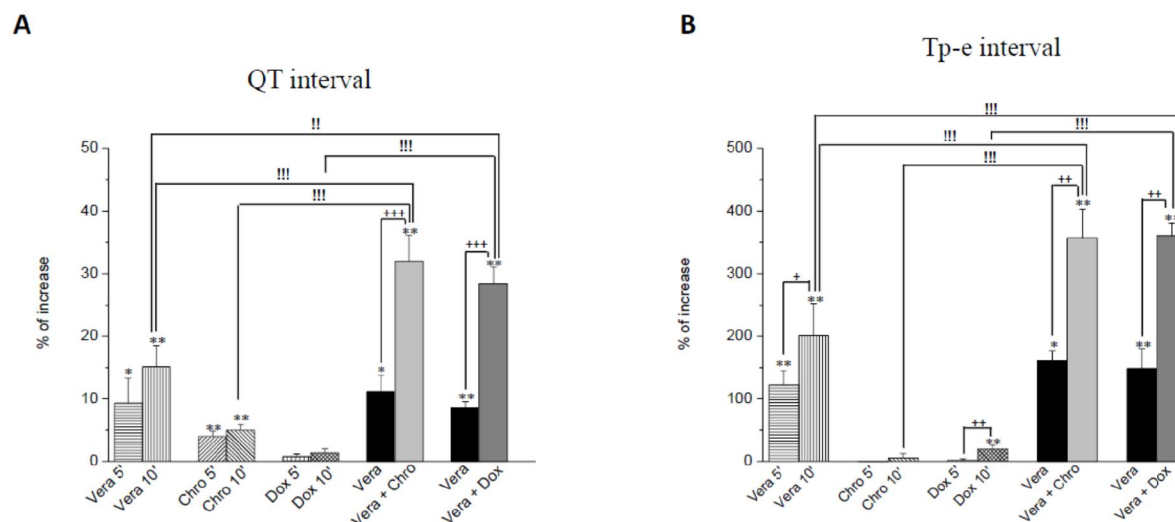 A
QT interval
% of increase
50
40
30
20
10
0
!!
!!!
!!!
!!!
+++
+++
*
**
**
**
*
**
**
**
Vera 5'
Vera 10'
Chro 5'
Chro 10'
Dox 5'
Dox 10'
Vera
Vera + Chro
Vera
Vera + Dox
B
Tp-e interval
% of increase
500
400
300
200
100
0
!!!
!!!
!!!
!!!
++
++
+
++
**
**
**
*
**
**
**
Vera 5'
Vera 10'
Chro 5'
Chro 10'
Dox 5'
Dox 10'
Vera
Vera + Chro
Vera
Vera + Dox